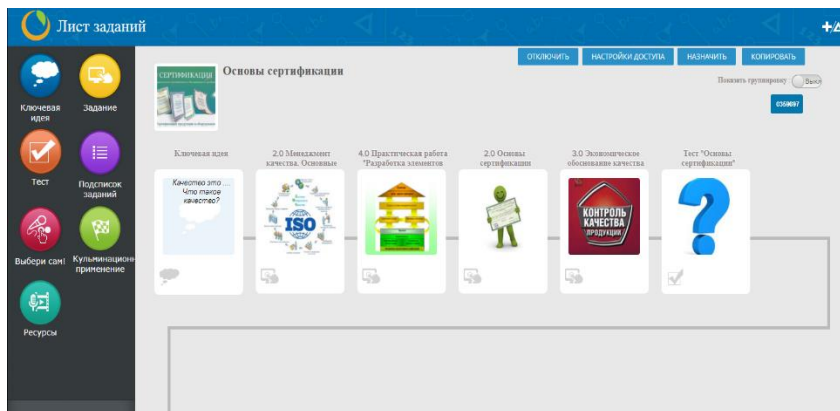 Лист заданий
Ключевая
идея
Задание
Тест
Подсписок
заданий
Выбери сам!
Кульминацион
применение
Ресурсы
СЕРТИФИКАЦИЯ
Основы сертификации
ОТКЛЮЧИТЬ
НАСТРОЙКИ ДОСТУПА
НАЗНАЧИТЬ
КОПИРОВАТЬ
Показать группировку
Выкл
Ключевая идея
Качество это ....
Что такое
качество?
2.0 Менеджмент
качества. Основные
ISO
4.0 Практическая работа
"Разработка элементов
2.0 Основы
сертификации
3.0 Экономическое
обоснование качества
КОНТРОЛЬ
КАЧЕСТВА
ПРОДУКЦИИ
Тест "Основы
сертификации"